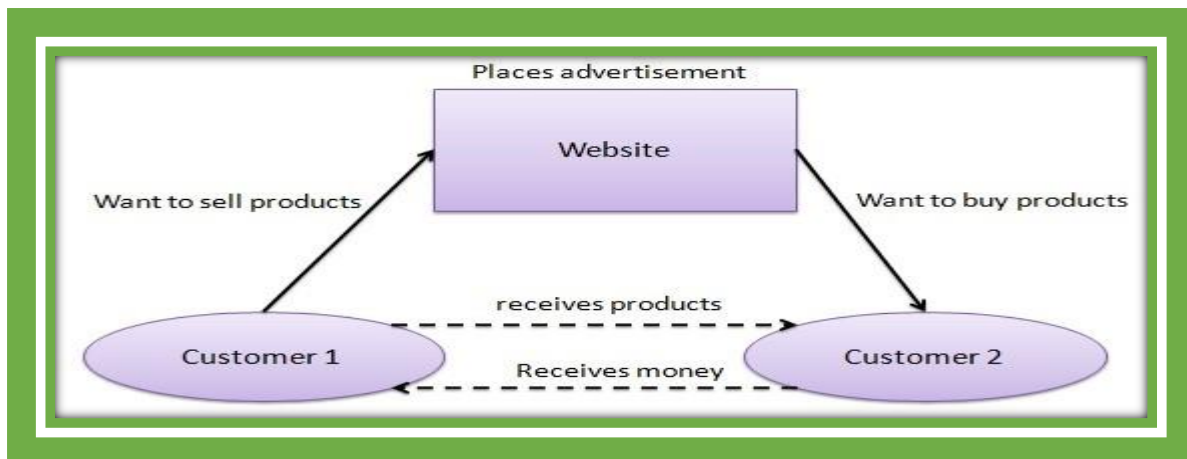 Places advertisement
Website
Want to sell products
Want to buy products
receives products
Customer 1
Customer 2
Receives money